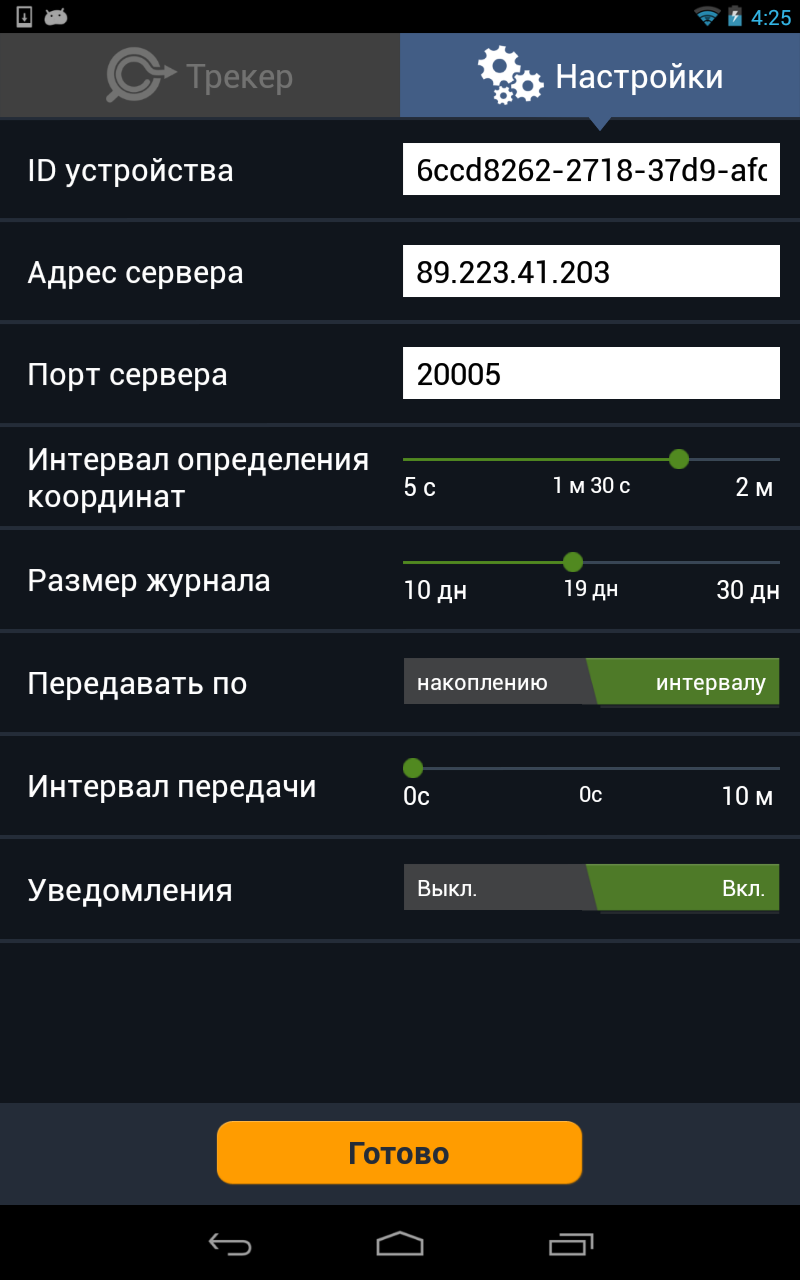 4:25
Трекер
Настройки
ID устройства
6ccd8262-2718-37d9-afc
Адрес сервера
89.223.41.203
Порт сервера
20005
Интервал определения
координат
5 с
1 м 30 с
2 м
Размер журнала
10 дн
19 дн
30 дн
Передавать по
накоплению
интервалу
Интервал передачи
0с
0с
10 м
Уведомления
Выкл.
Вкл.
Готово